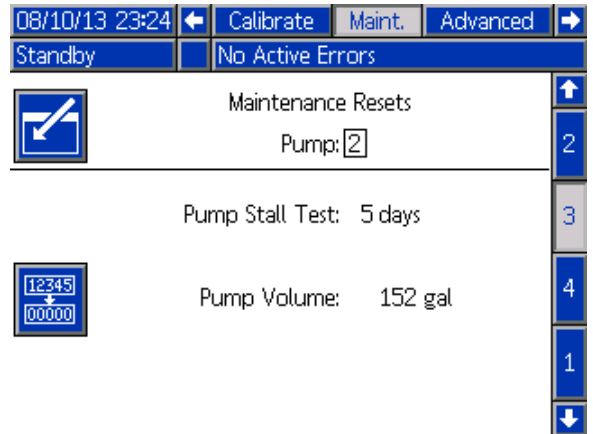 08/10/13 23:24 Calibrate Maint. Advanced
Standby No Active Errors
Maintenance Resets
Pump: 2
2
Pump Stall Test: 5 days
3
12345
00000
Pump Volume: 152 gal
4
1